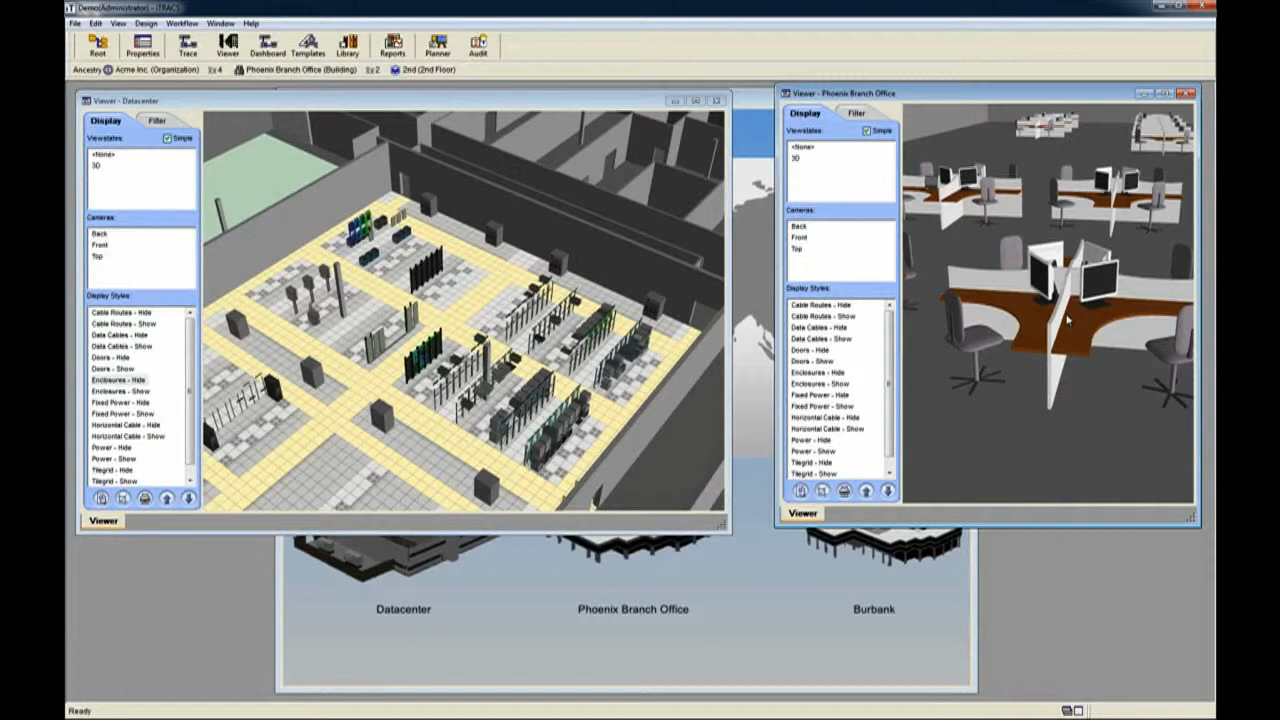 Demo(Administrator) - iTRACS
File Edit View Design Workflow Window Help
Root Properties Trace Viewer Dashboard Templates Library Reports Planner Audit
Ancestry Acme Inc. (Organization) 4 Phoenix Branch Office (Building) 2 2nd (2nd Floor)
Viewer - Datacenter
Display Filter
Viewstates: Simple
<None>
3D
Cameras:
Back
Front
Top
Display Styles:
Cable Routes - Hide
Cable Routes - Show
Data Cables - Hide
Data Cables - Show
Doors - Hide
Doors - Show
Enclosures - Hide
Enclosures - Show
Fixed Power - Hide
Fixed Power - Show
Horizontal Cable - Hide
Horizontal Cable - Show
Power - Hide
Power - Show
Tilegrid - Hide
Tilegrid - Show
Viewer
Viewer - Phoenix Branch Office
Display Filter
Viewstates: Simple
<None>
3D
Cameras:
Back
Front
Top
Display Styles:
Cable Routes - Hide
Cable Routes - Show
Data Cables - Hide
Data Cables - Show
Doors - Hide
Doors - Show
Enclosures - Hide
Enclosures - Show
Fixed Power - Hide
Fixed Power - Show
Horizontal Cable - Hide
Horizontal Cable - Show
Power - Hide
Power - Show
Tilegrid - Hide
Tilegrid - Show
Viewer
Datacenter Phoenix Branch Office Burbank
Ready